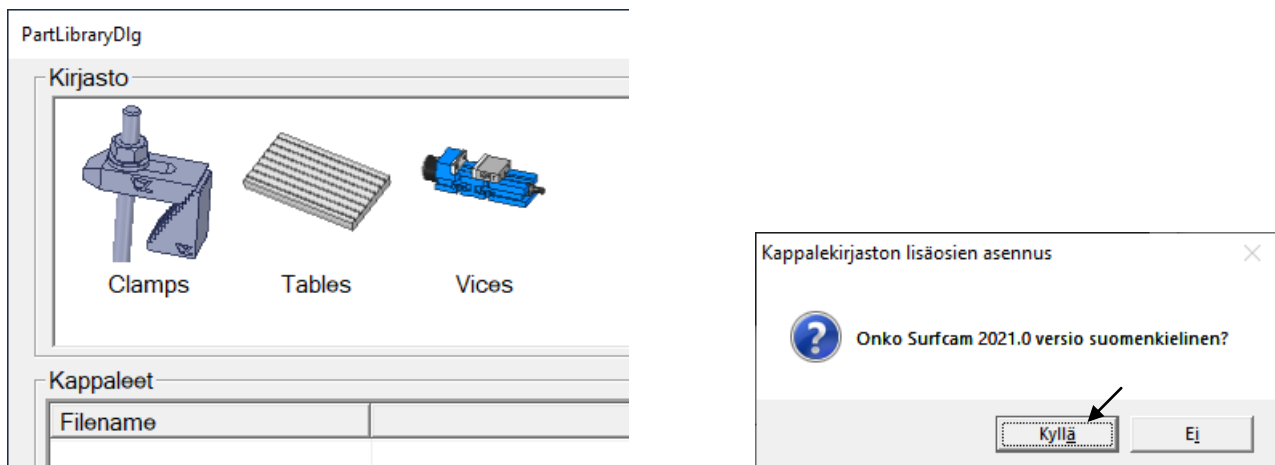 PartLibraryDlg
Kirjasto
Clamps Tables Vices
Kappaleet
Filename
Kappalekirjaston lisäosien asennus
Onko Surfcam 2021.0 versio suomenkielinen?
Kyllä Ei